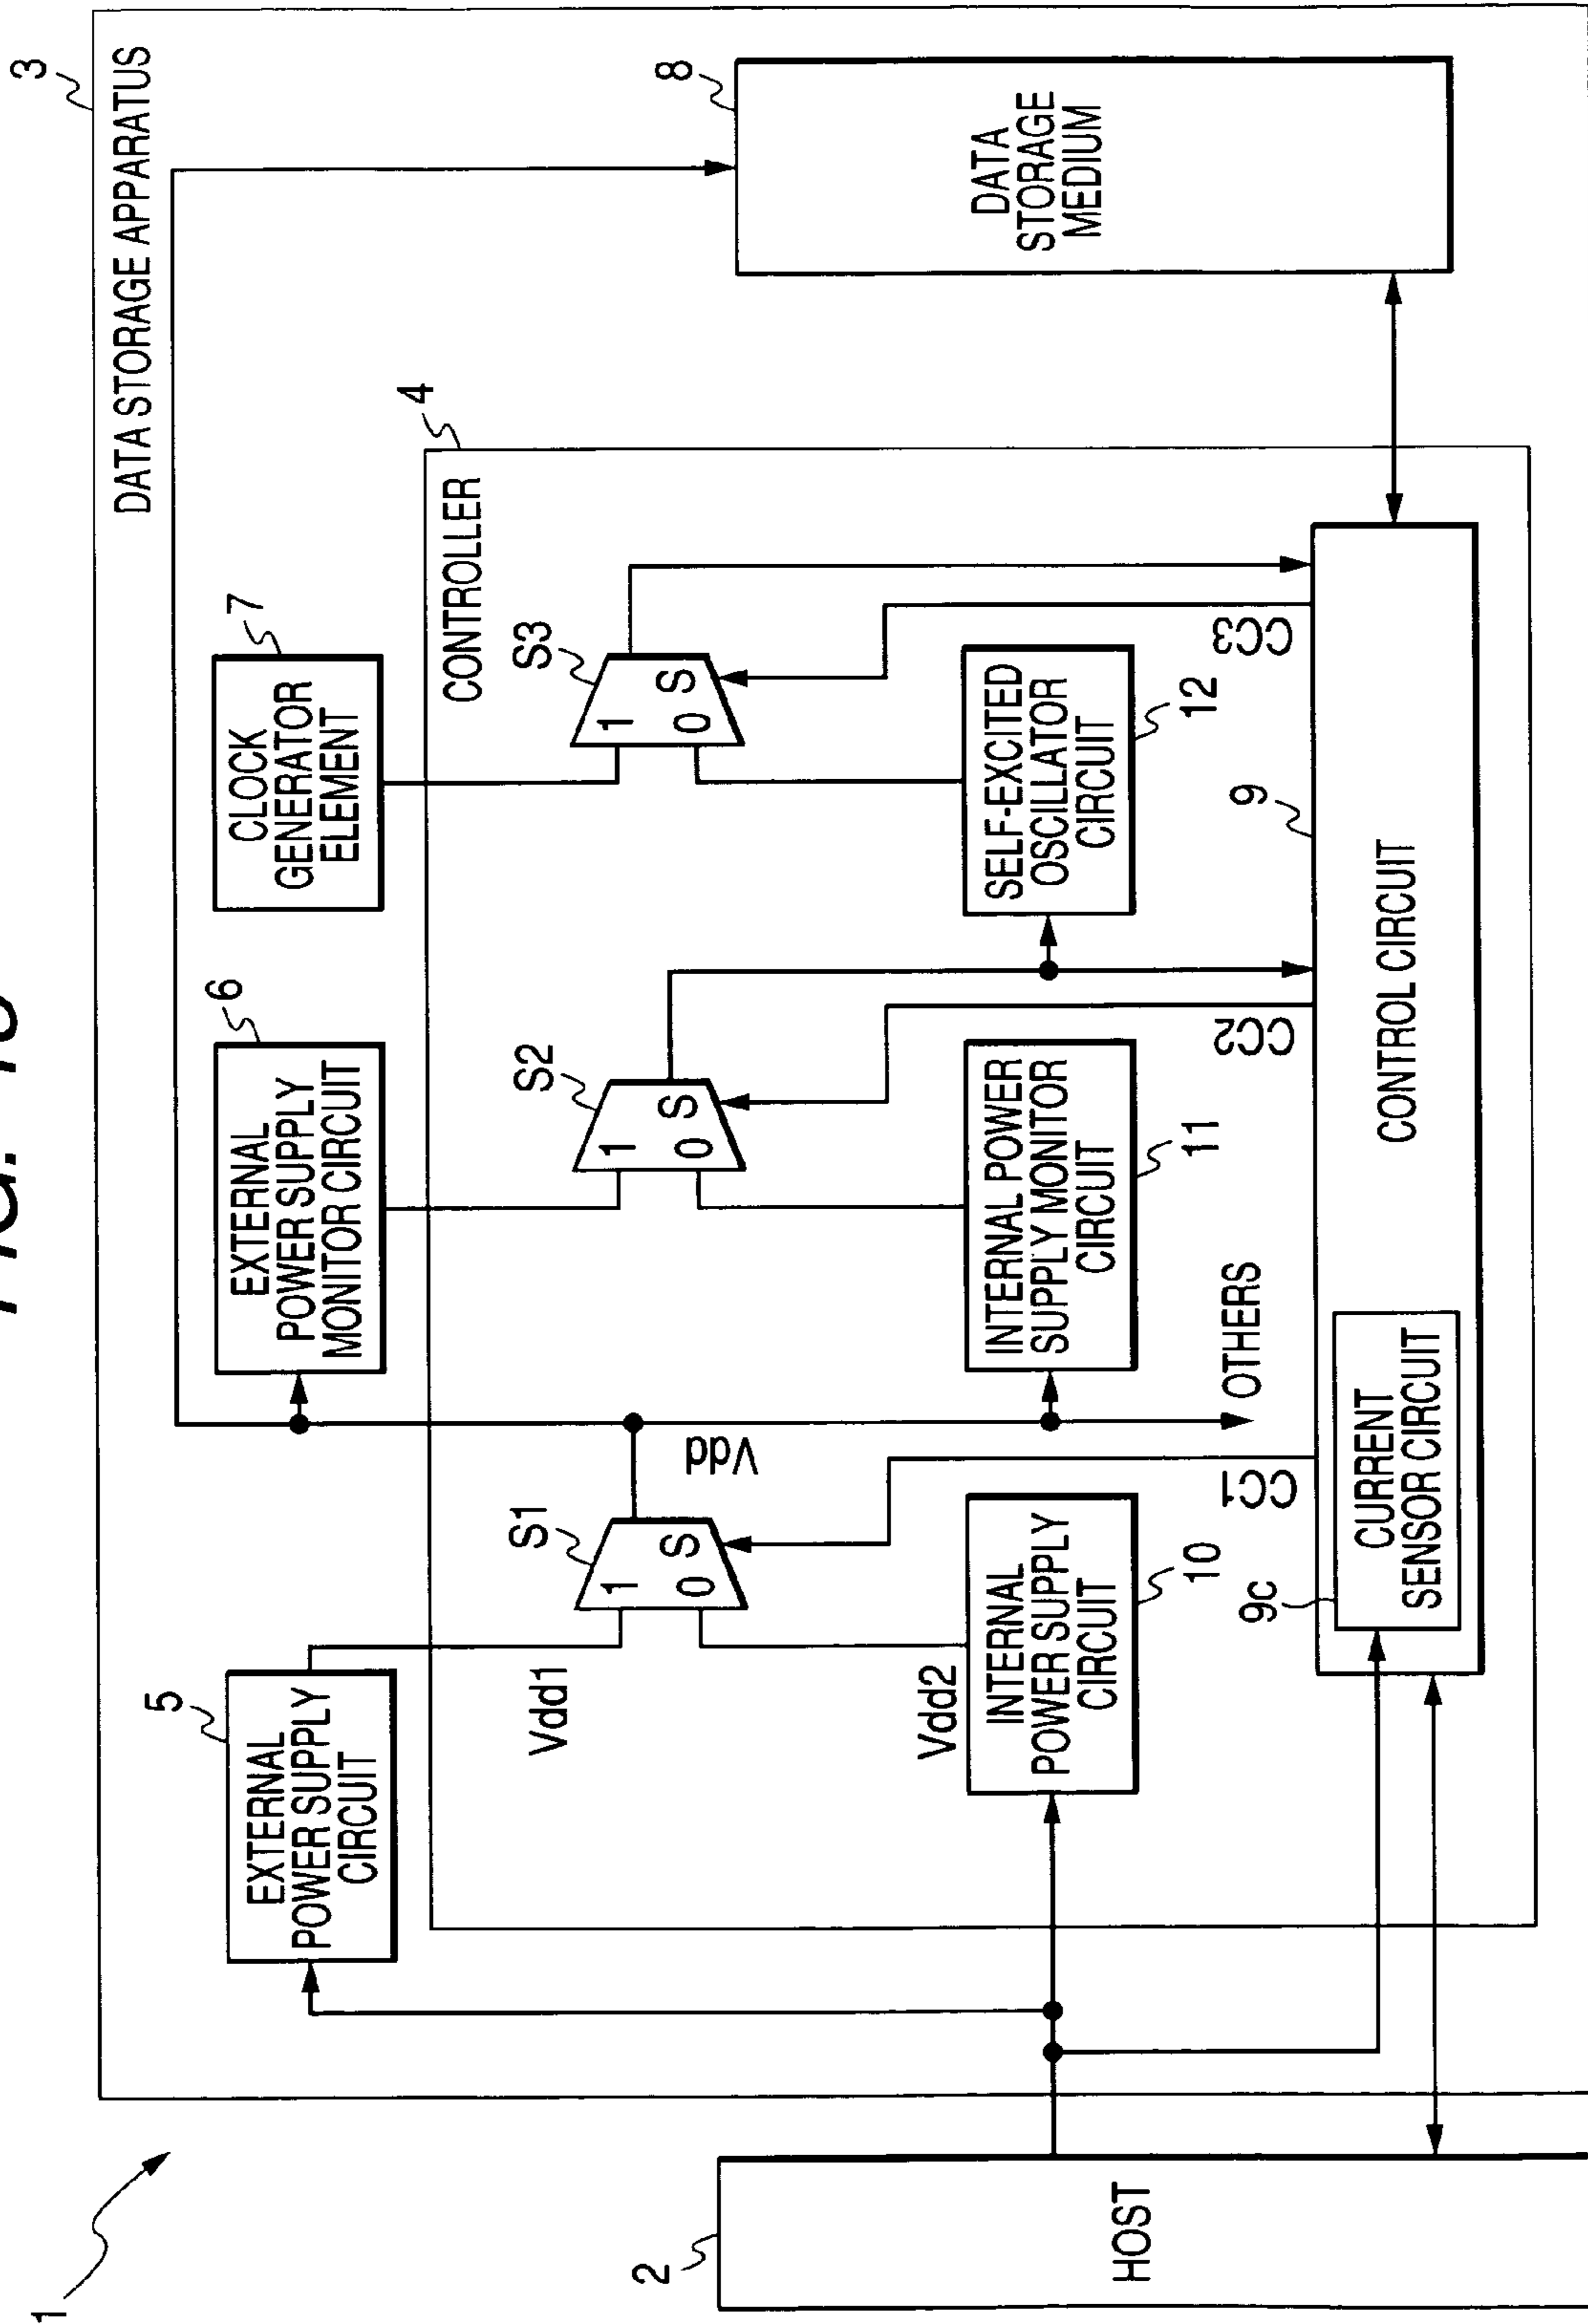 1
3
DATA STORAGE APPARATUS
2
HOST
5
EXTERNAL
POWER SUPPLY
CIRCUIT
6
EXTERNAL
POWER SUPPLY
MONITOR CIRCUIT
7
CLOCK
GENERATOR
ELEMENT
8
DATA
STORAGE
MEDIUM
4
CONTROLLER
Vdd1
S1
1
0 S
Vdd
S2
1
0 S
S3
1
0 S
Vdd2
INTERNAL
POWER SUPPLY
CIRCUIT
10
INTERNAL POWER
SUPPLY MONITOR
CIRCUIT
11
SELF-EXCITED
OSCILLATOR
CIRCUIT
12
CC1
OTHERS
CC2
CC3
9
CONTROL CIRCUIT
9c
CURRENT
SENSOR CIRCUIT